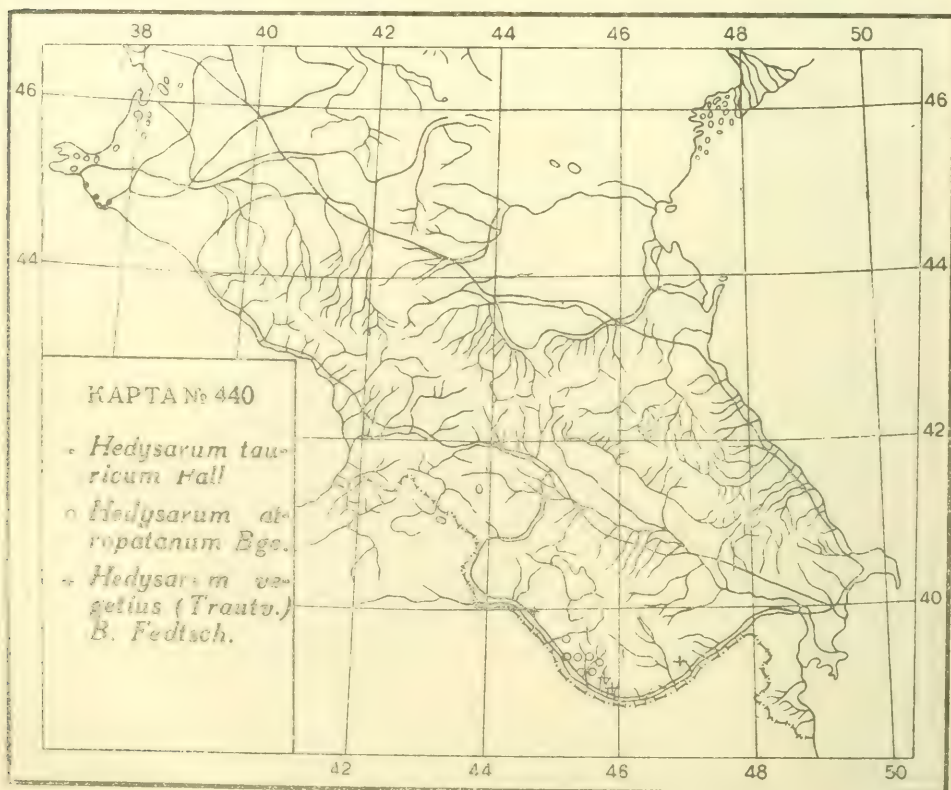 38 40 42 44 46 48 50
46 46
44 44
КАРТА № 440
Hedysarum tau-
ricum Pall
42
Hedysarum at-
ropatanum Bge.
Hedysarum ve-
getius (Trautv.)
B. Fedtsch.
40
42 44 46 48 50